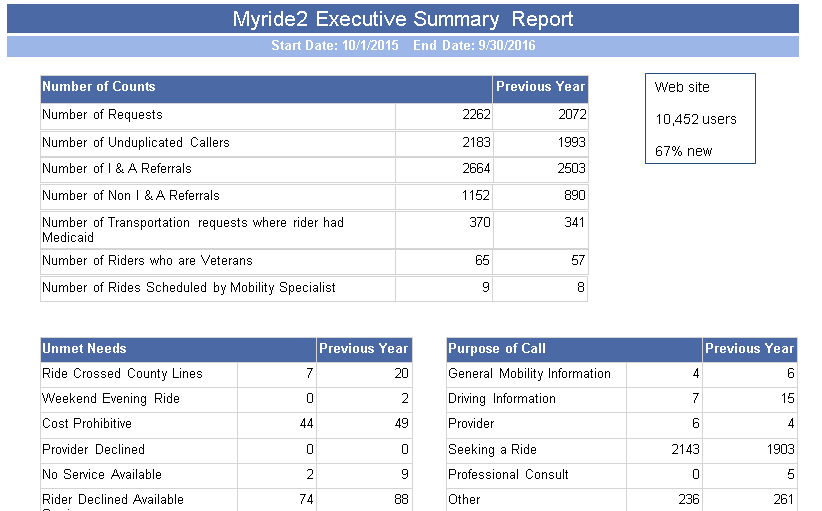 Myride2 Executive Summary Report
Start Date: 10/1/2015 End Date: 9/30/2016
Number of Counts Previous Year
Number of Requests 2262 2072
Number of Unduplicated Callers 2183 1993
Number of I & A Referrals 2664 2503
Number of Non I & A Referrals 1152 890
Number of Transportation requests where rider had 370 341
Medicaid
Number of Riders who are Veterans 65 57
Number of Rides Scheduled by Mobility Specialist 9 8
Web site
10,452 users
67% new
Unmet Needs Previous Year
Ride Crossed County Lines 7 20
Weekend Evening Ride 0 2
Cost Prohibitive 44 49
Provider Declined 0 0
No Service Available 2 9
Rider Declined Available 74 88
Purpose of Call Previous Year
General Mobility Information 4 6
Driving Information 7 15
Provider 6 4
Seeking a Ride 2143 1903
Professional Consult 0 5
Other 236 261